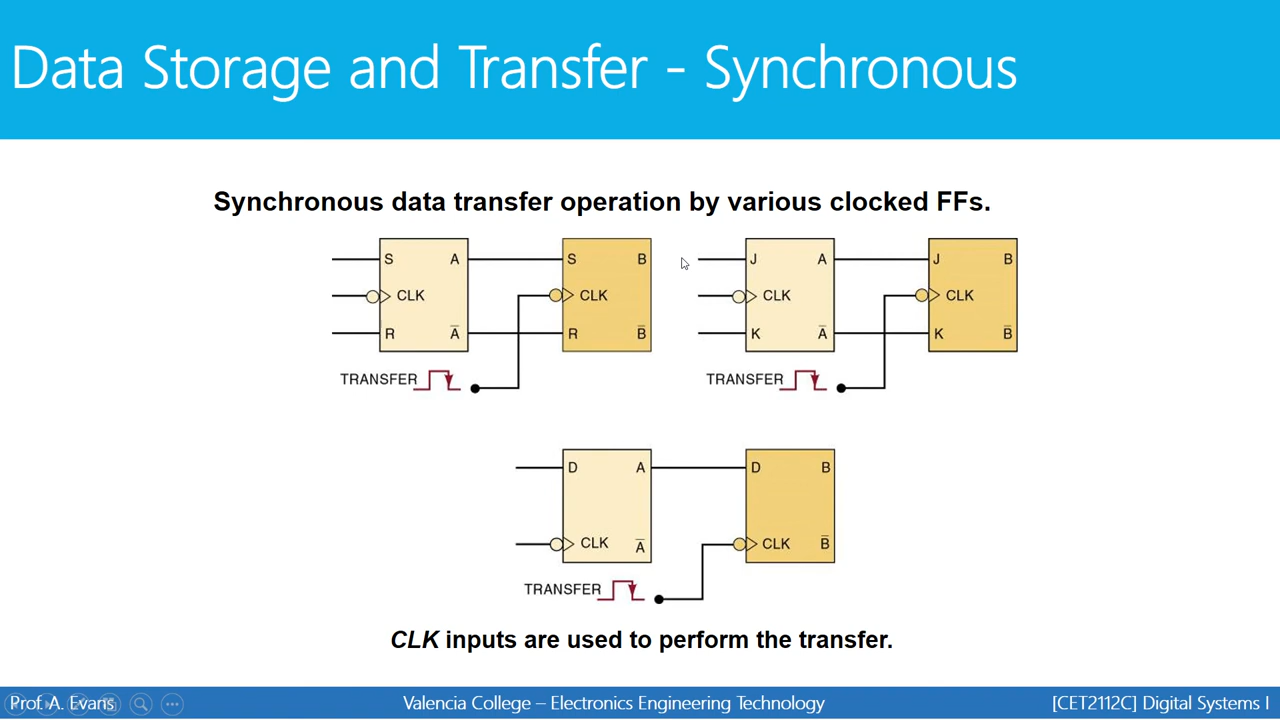 Data Storage and Transfer - Synchronous
Synchronous data transfer operation by various clocked FFs.
S A S B
CLK CLK
R A̅ R B̅
TRANSFER
J A J B
CLK CLK
K A̅ K B̅
TRANSFER
D A D B
CLK A̅ CLK B̅
TRANSFER
CLK inputs are used to perform the transfer.
Prof. A. Evans
Valencia College – Electronics Engineering Technology
[CET2112C] Digital Systems I